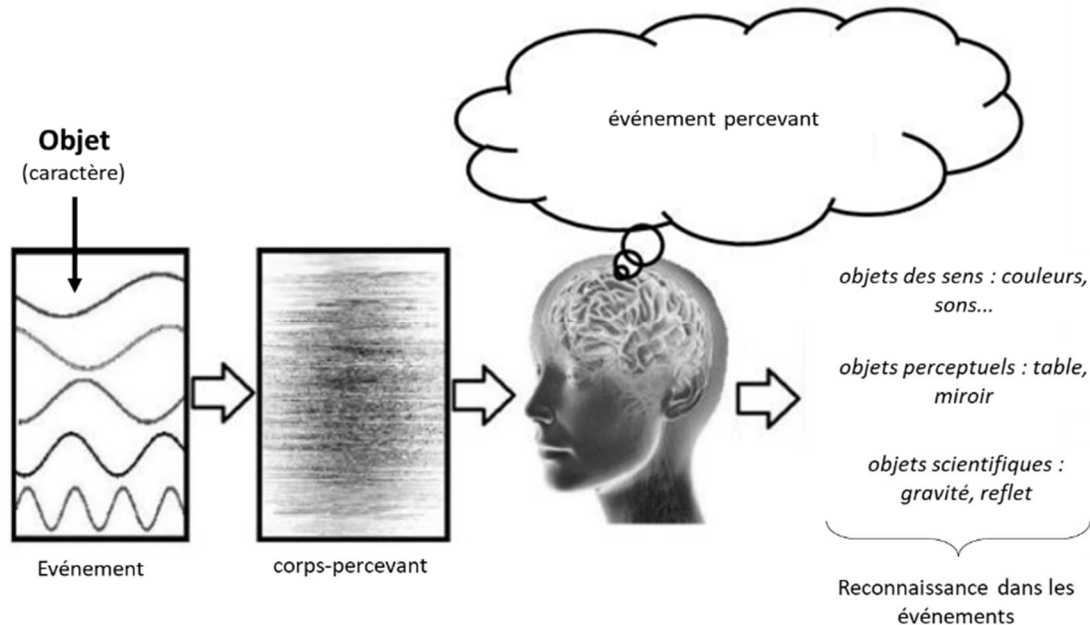 événement percevant
Objet
(caractère)
objets des sens : couleurs,
sons...
objets perceptuels : table,
miroir
objets scientifiques :
gravité, reflet
Evénement
corps-percevant
Reconnaissance dans les
événements